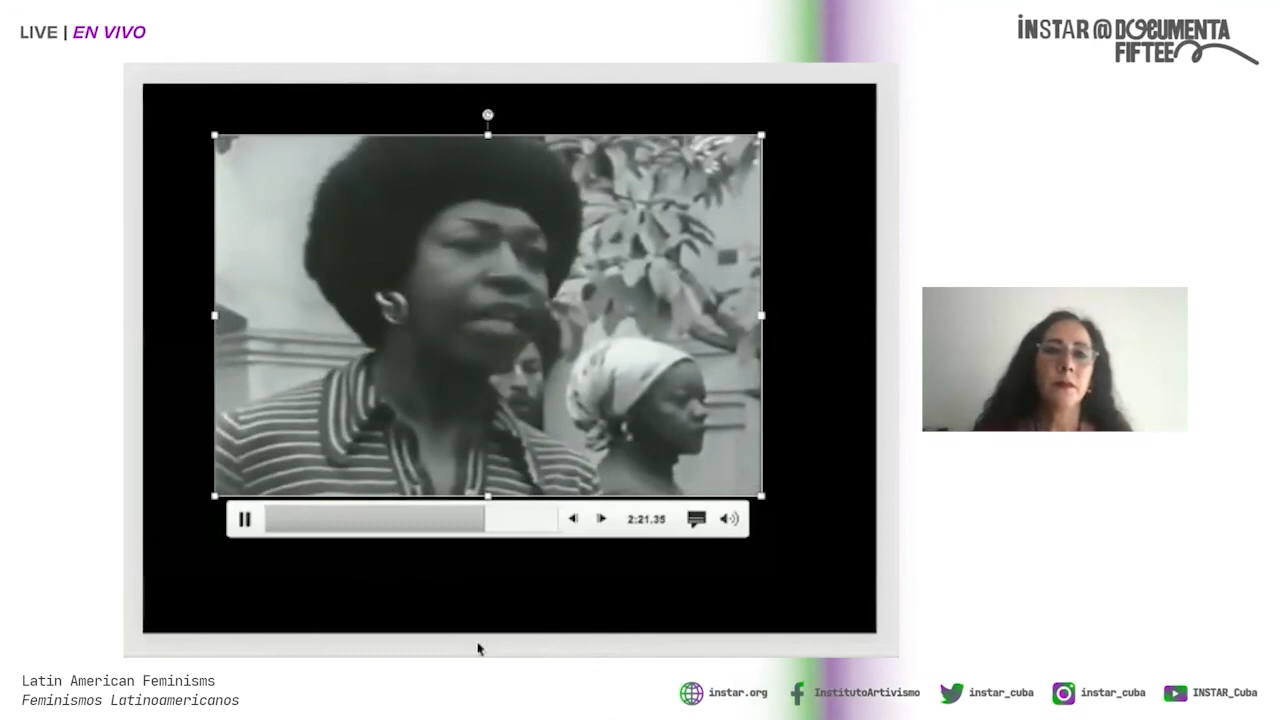 LIVE | EN VIVO
INSTAR @ DOCUMENTA
FIFTEEN
2:21.35
Latin American Feminisms
Feminismos Latinoamericanos
instar.org
InstitutoArtivismo
instar_cuba
instar_cuba
INSTAR_Cuba